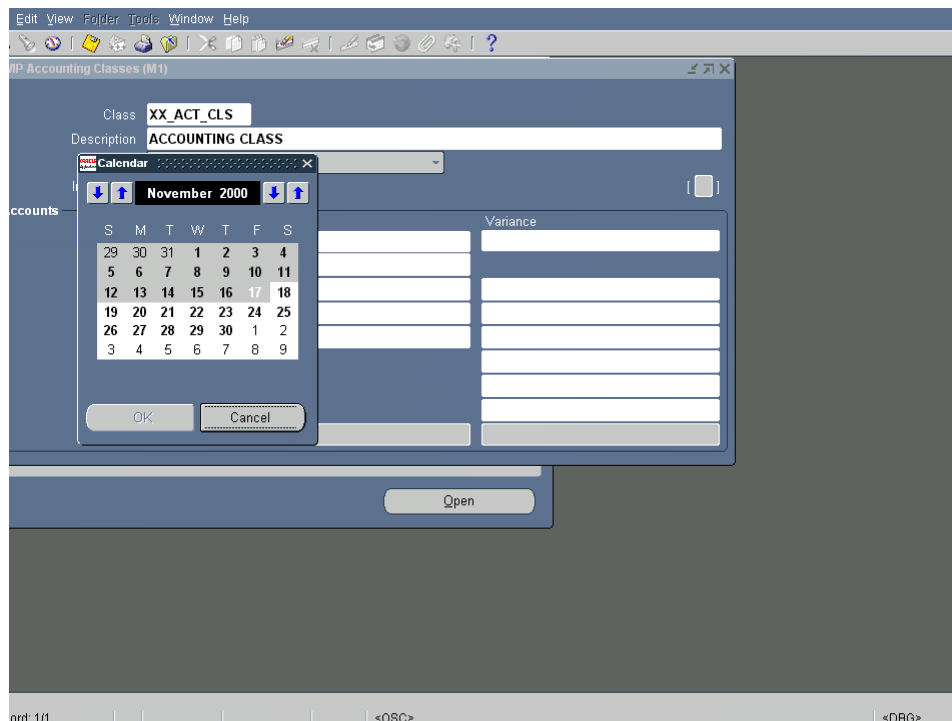 Edit View Folder Tools Window Help
?
MP Accounting Classes (M1)
Class XX_ACT_CLS
Description ACCOUNTING CLASS
ORACLE Calendar
[ ]
November 2000
ccounts
Variance
S M T W T F S
29 30 31 1 2 3 4
5 6 7 8 9 10 11
12 13 14 15 16 17 18
19 20 21 22 23 24 25
26 27 28 29 30 1 2
3 4 5 6 7 8 9
OK Cancel
Open
ord: 1/1 <OSC> <DBG>